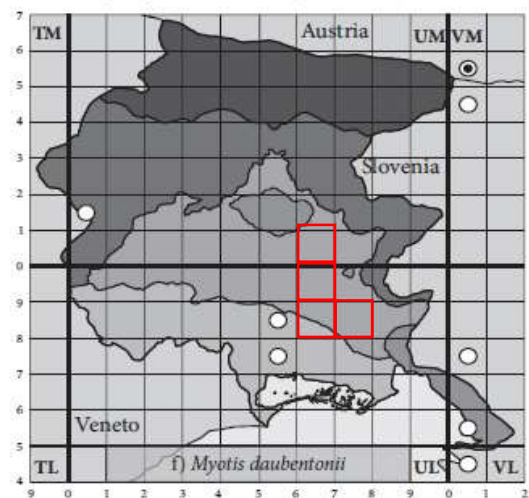 7
TM Austria UM VM
6
5
4
3
Slovenia
2
1
0
9
8
7
6
Veneto
5
TL f) Myotis daubentonii UL VL
4
9 0 1 2 3 4 5 6 7 8 9 0 1 2